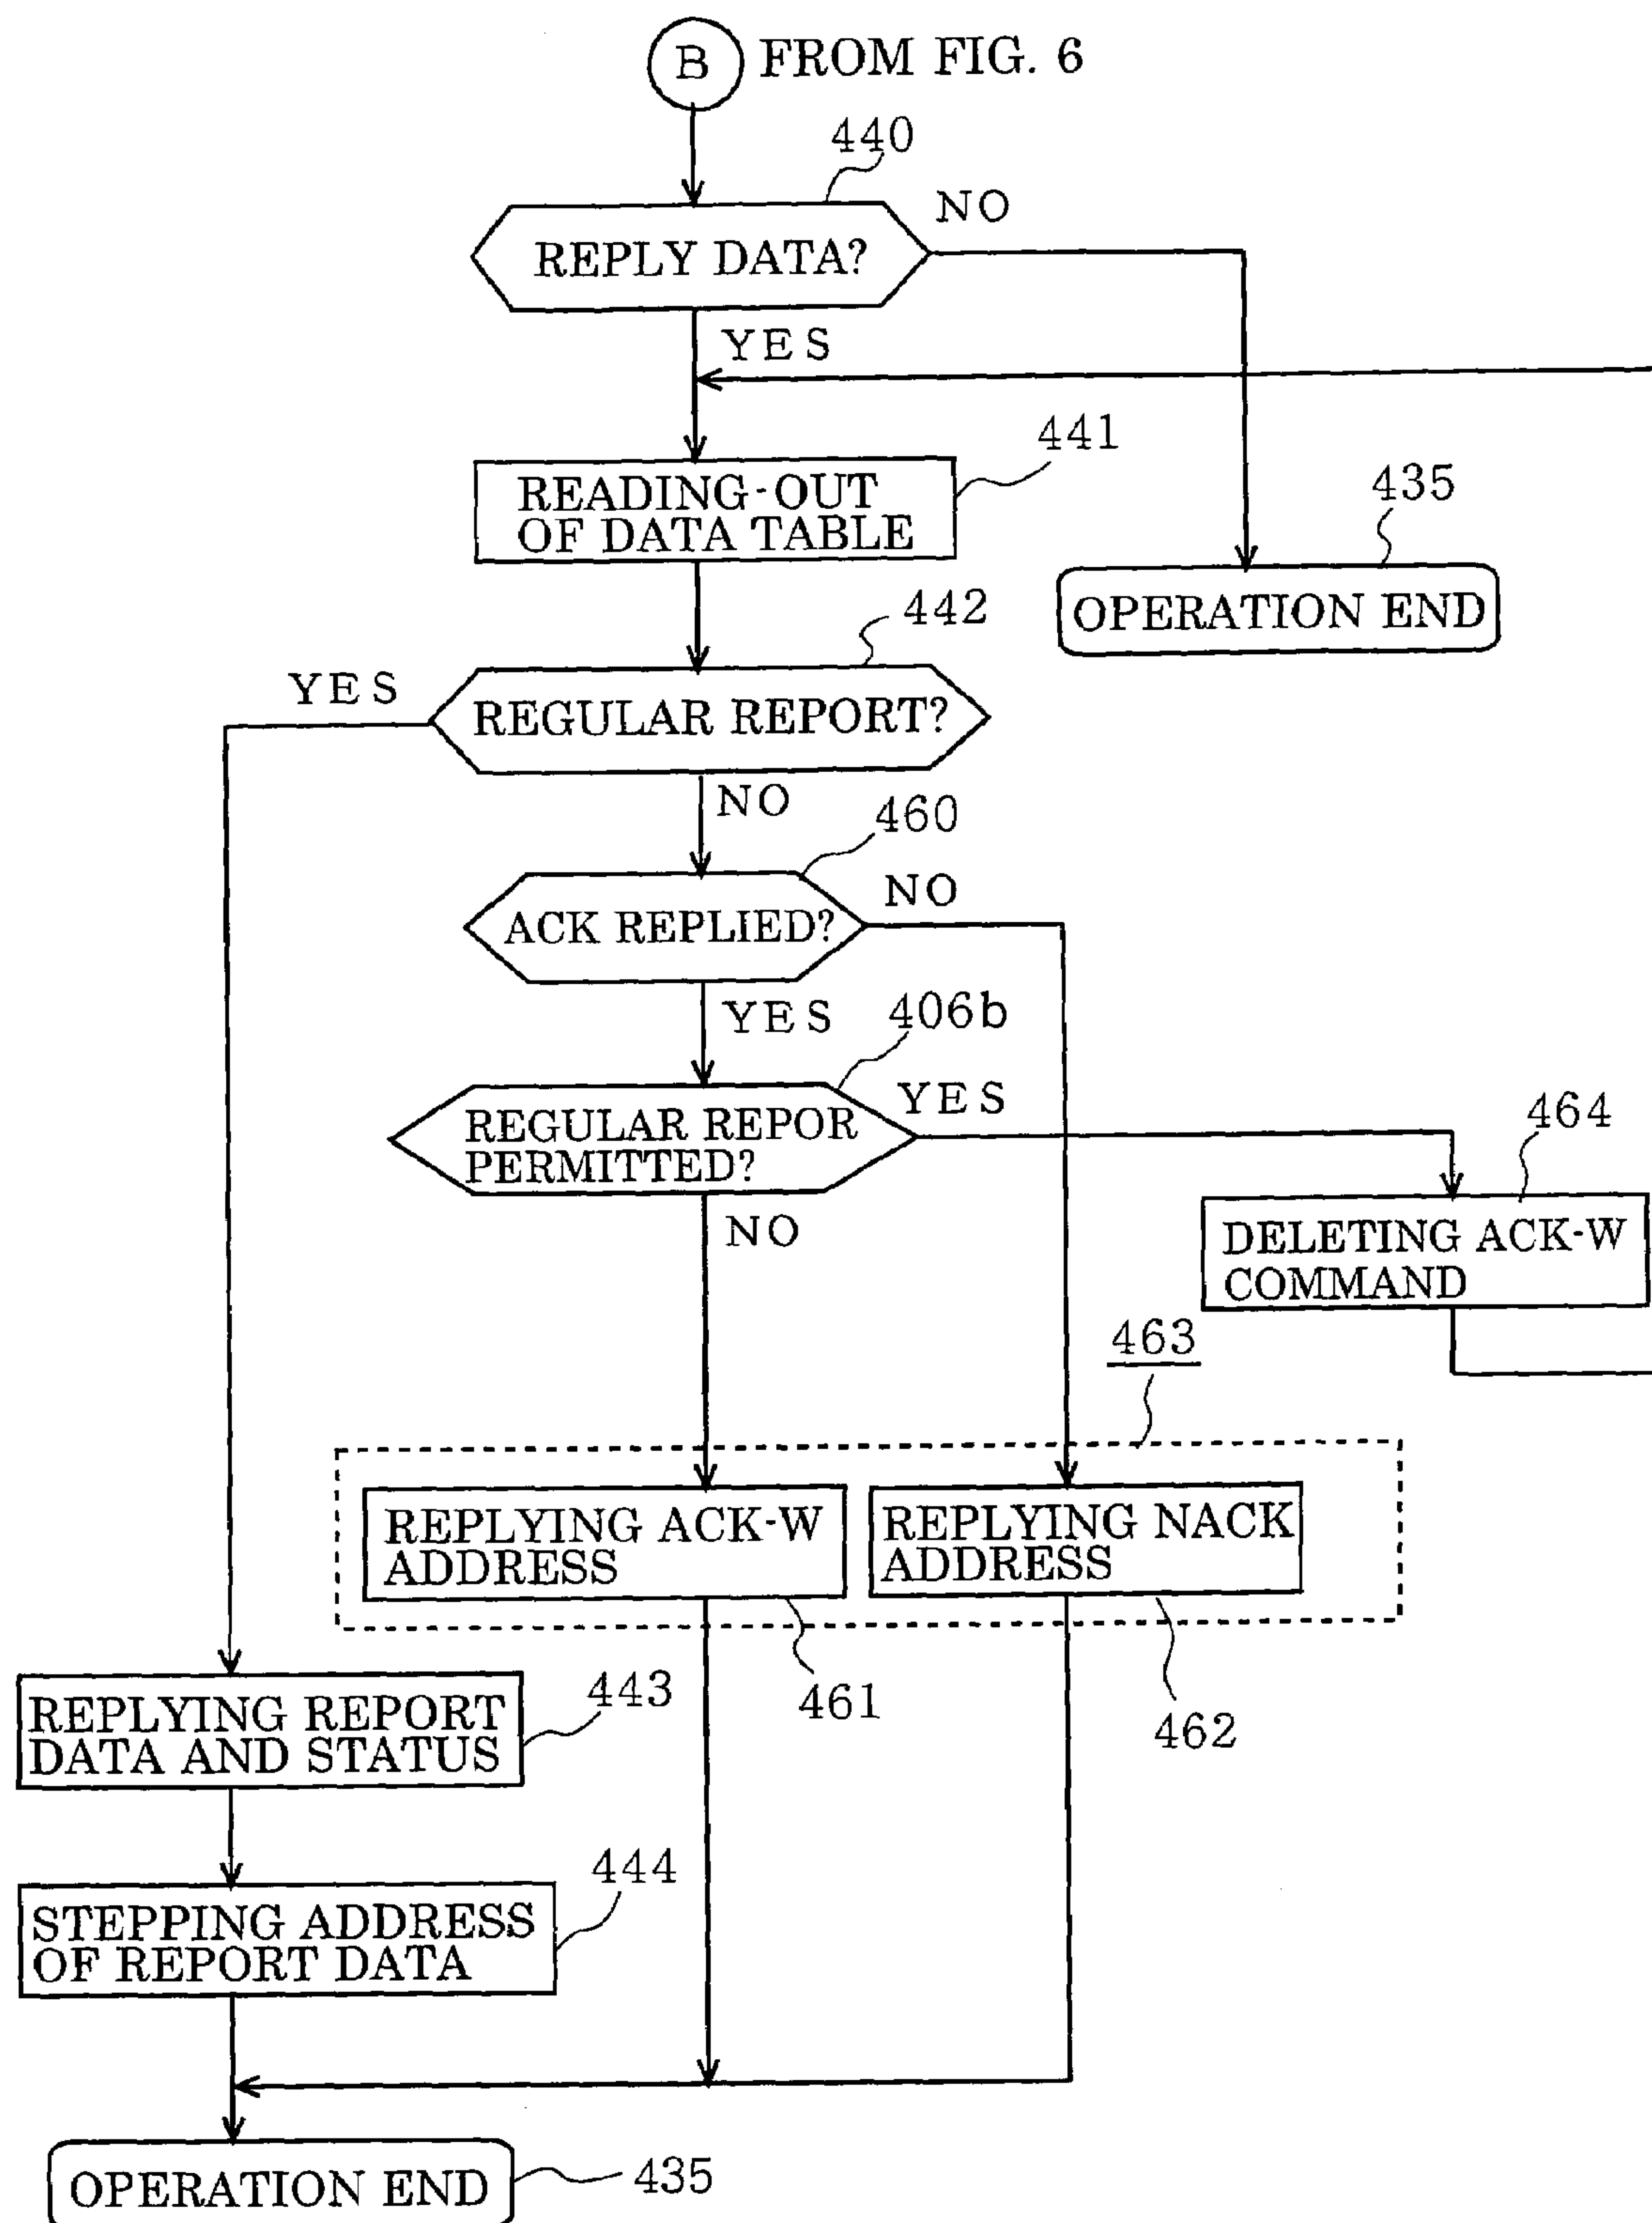 B FROM FIG. 6
440
NO
REPLY DATA?
YES
441
READING-OUT
OF DATA TABLE
435
OPERATION END
442
YES
REGULAR REPORT?
NO
460
NO
ACK REPLIED?
YES
406b
YES
REGULAR REPOR
PERMITTED?
NO
464
DELETING ACK-W
COMMAND
463
REPLYING ACK-W
ADDRESS
REPLYING NACK
ADDRESS
461
462
443
REPLYING REPORT
DATA AND STATUS
444
STEPPING ADDRESS
OF REPORT DATA
OPERATION END
435